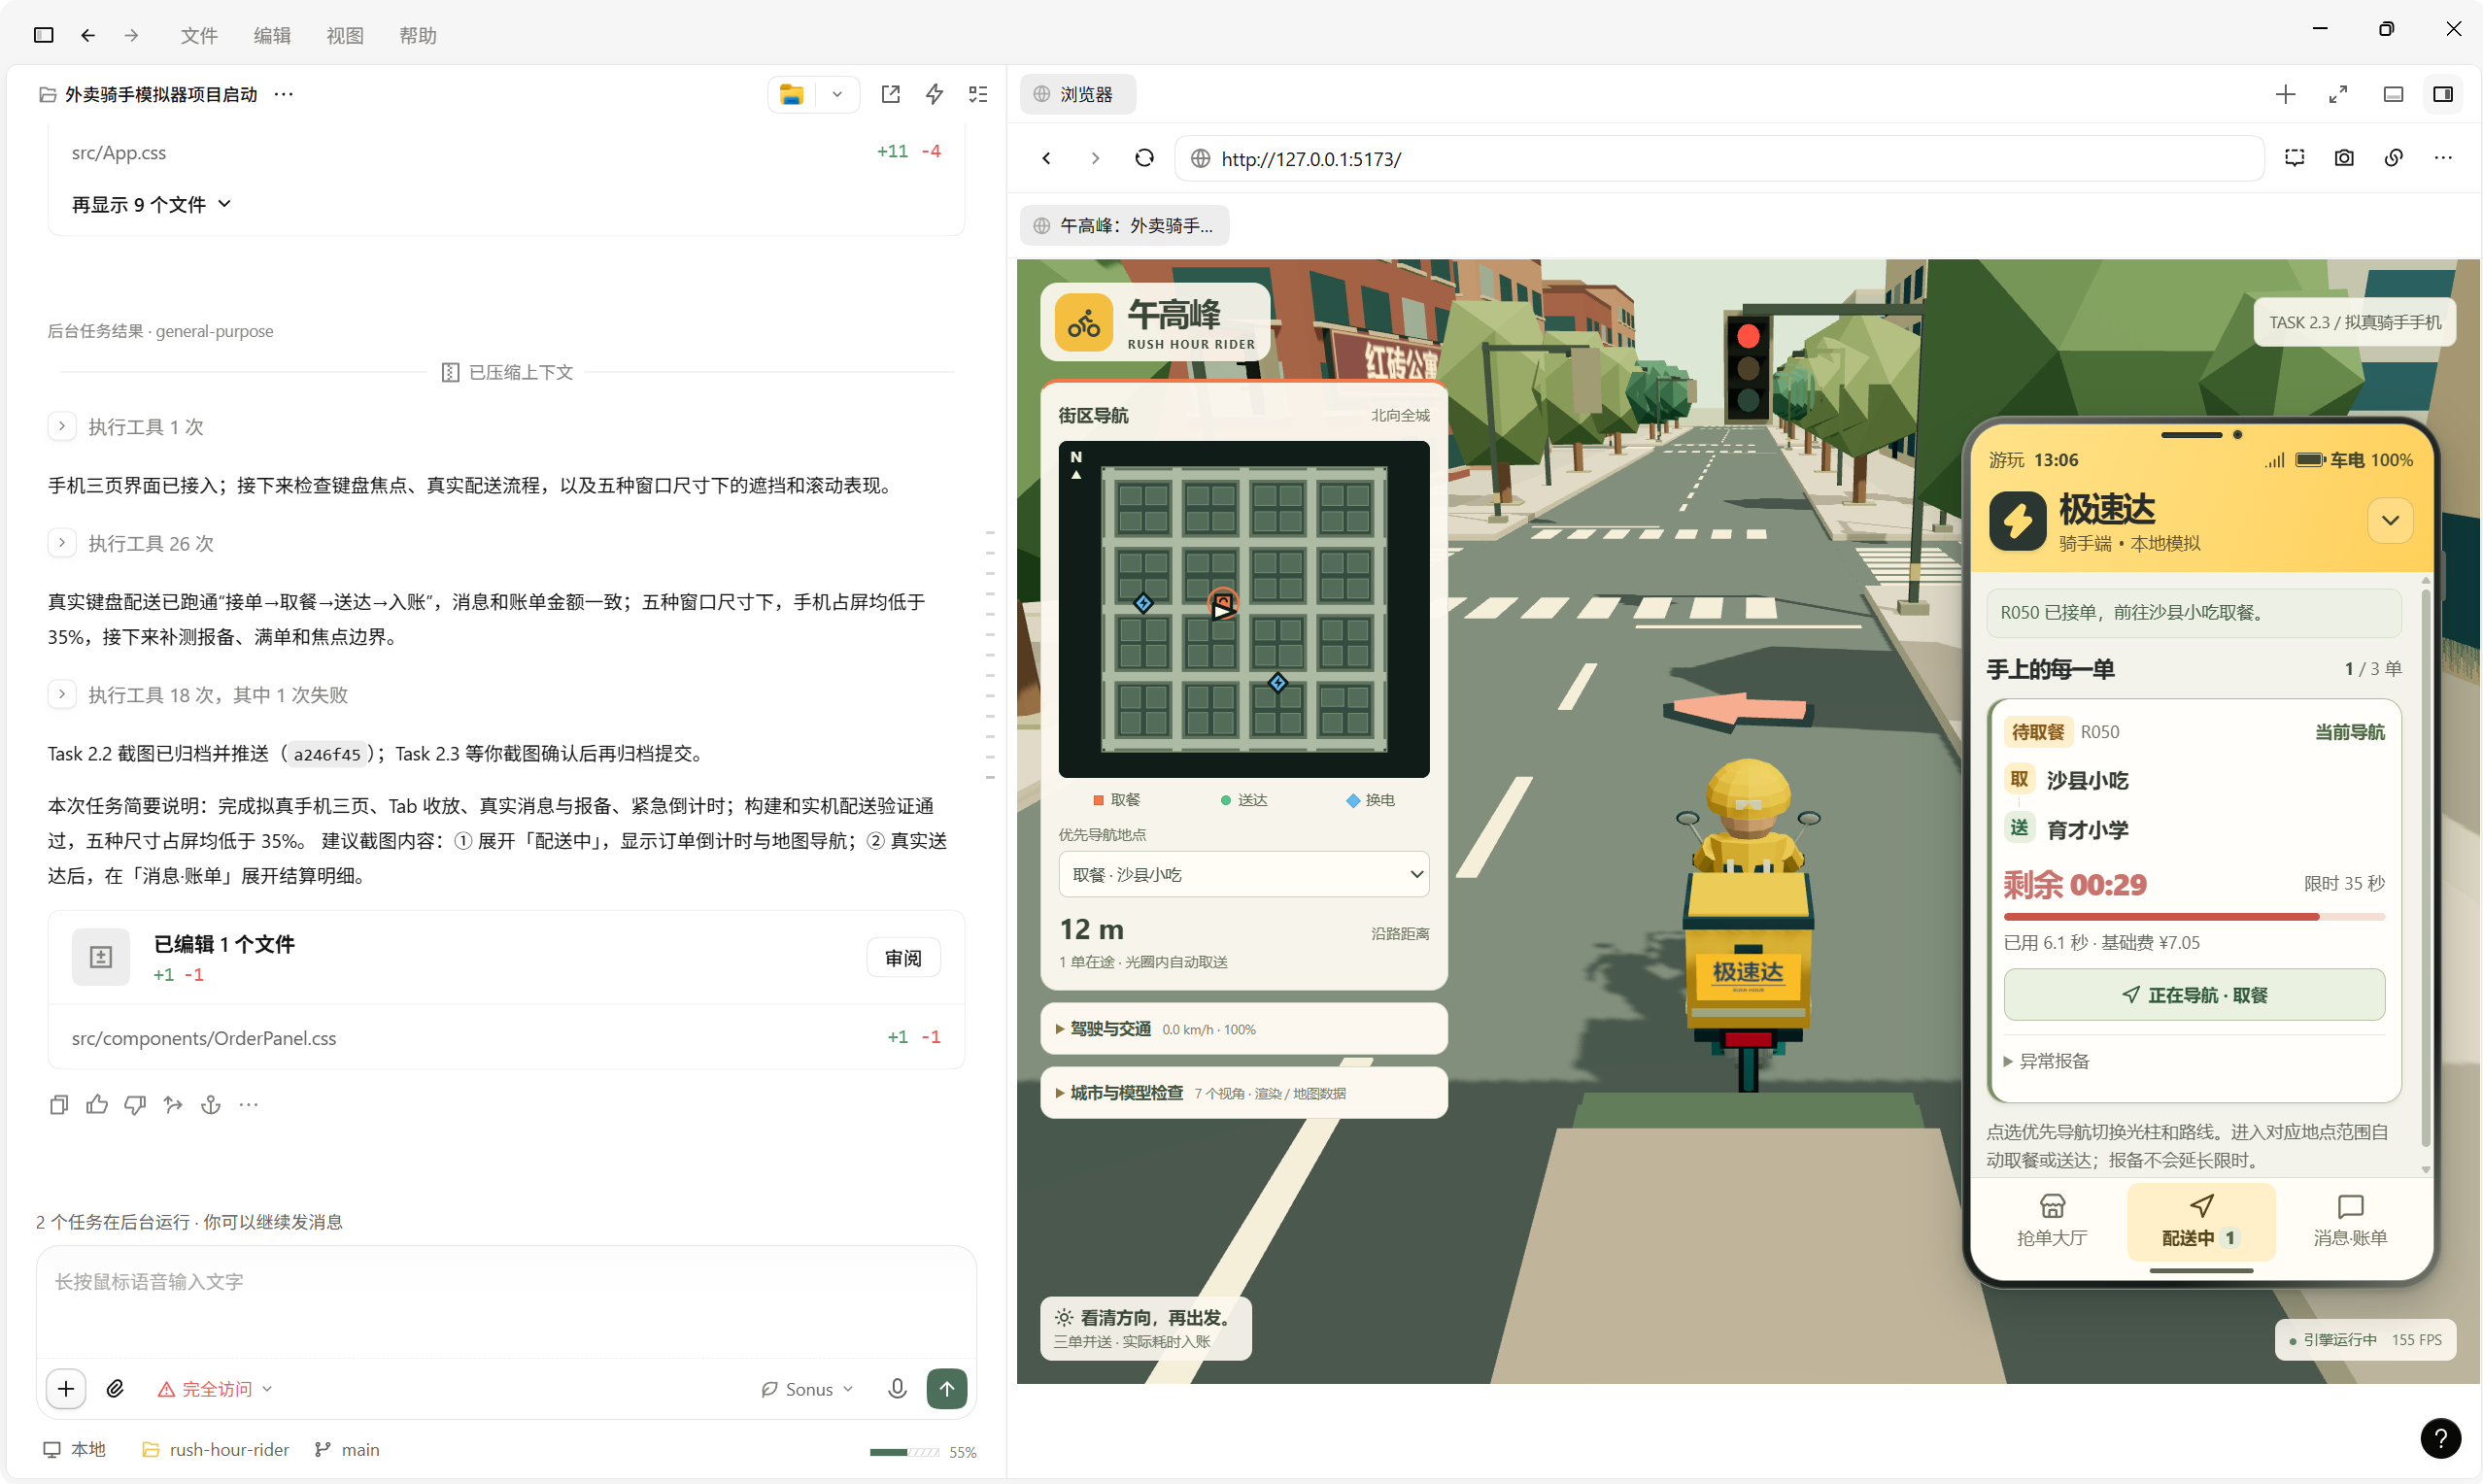 文件 编辑 视图 帮助
外卖骑手模拟器项目启动 ···
src/App.css +11 -4
再显示 9 个文件
后台任务结果 · general-purpose
已压缩上下文
执行工具 1 次
手机三页界面已接入；接下来检查键盘焦点、真实配送流程，以及五种窗口尺寸下的遮挡和滚动表现。
执行工具 26 次
真实键盘配送已跑通“接单→取餐→送达→入账”，消息和账单金额一致；五种窗口尺寸下，手机占屏均低于
35%，接下来补测报备、满单和焦点边界。
执行工具 18 次，其中 1 次失败
Task 2.2 截图已归档并推送（a246f45）；Task 2.3 等你截图确认后再归档提交。
本次任务简要说明：完成拟真手机三页、Tab 收放、真实消息与报备、紧急倒计时；构建和实机配送验证通
过，五种尺寸占屏均低于 35%。 建议截图内容：① 展开「配送中」，显示订单倒计时与地图导航；② 真实送
达后，在「消息·账单」展开结算明细。
已编辑 1 个文件
+1 -1
审阅
src/components/OrderPanel.css +1 -1
2 个任务在后台运行 · 你可以继续发消息
长按鼠标语音输入文字
完全访问
Sonus
本地 rush-hour-rider main 55%
浏览器
http://127.0.0.1:5173/
午高峰：外卖骑手...
午高峰
RUSH HOUR RIDER
红砖公寓
TASK 2.3 / 拟真骑手手机
街区导航 北向全城
N
取餐 送达 换电
优先导航地点
取餐 · 沙县小吃
12 m 沿路距离
1 单在途 · 光圈内自动取送
驾驶与交通 0.0 km/h · 100%
城市与模型检查 7 个视角 · 渲染 / 地图数据
看清方向，再出发。
三单并送 · 实际耗时入账
极速达
游玩 13:06 车电 100%
极速达
骑手端 • 本地模拟
R050 已接单，前往沙县小吃取餐。
手上的每一单 1 / 3 单
待取餐 R050 当前导航
取 沙县小吃
送 育才小学
剩余 00:29 限时 35 秒
已用 6.1 秒 · 基础费 ¥7.05
正在导航 · 取餐
异常报备
点选优先导航切换光柱和路线。进入对应地点范围自
动取餐或送达；报备不会延长限时。
抢单大厅 配送中 1 消息·账单
引擎运行中 155 FPS
?